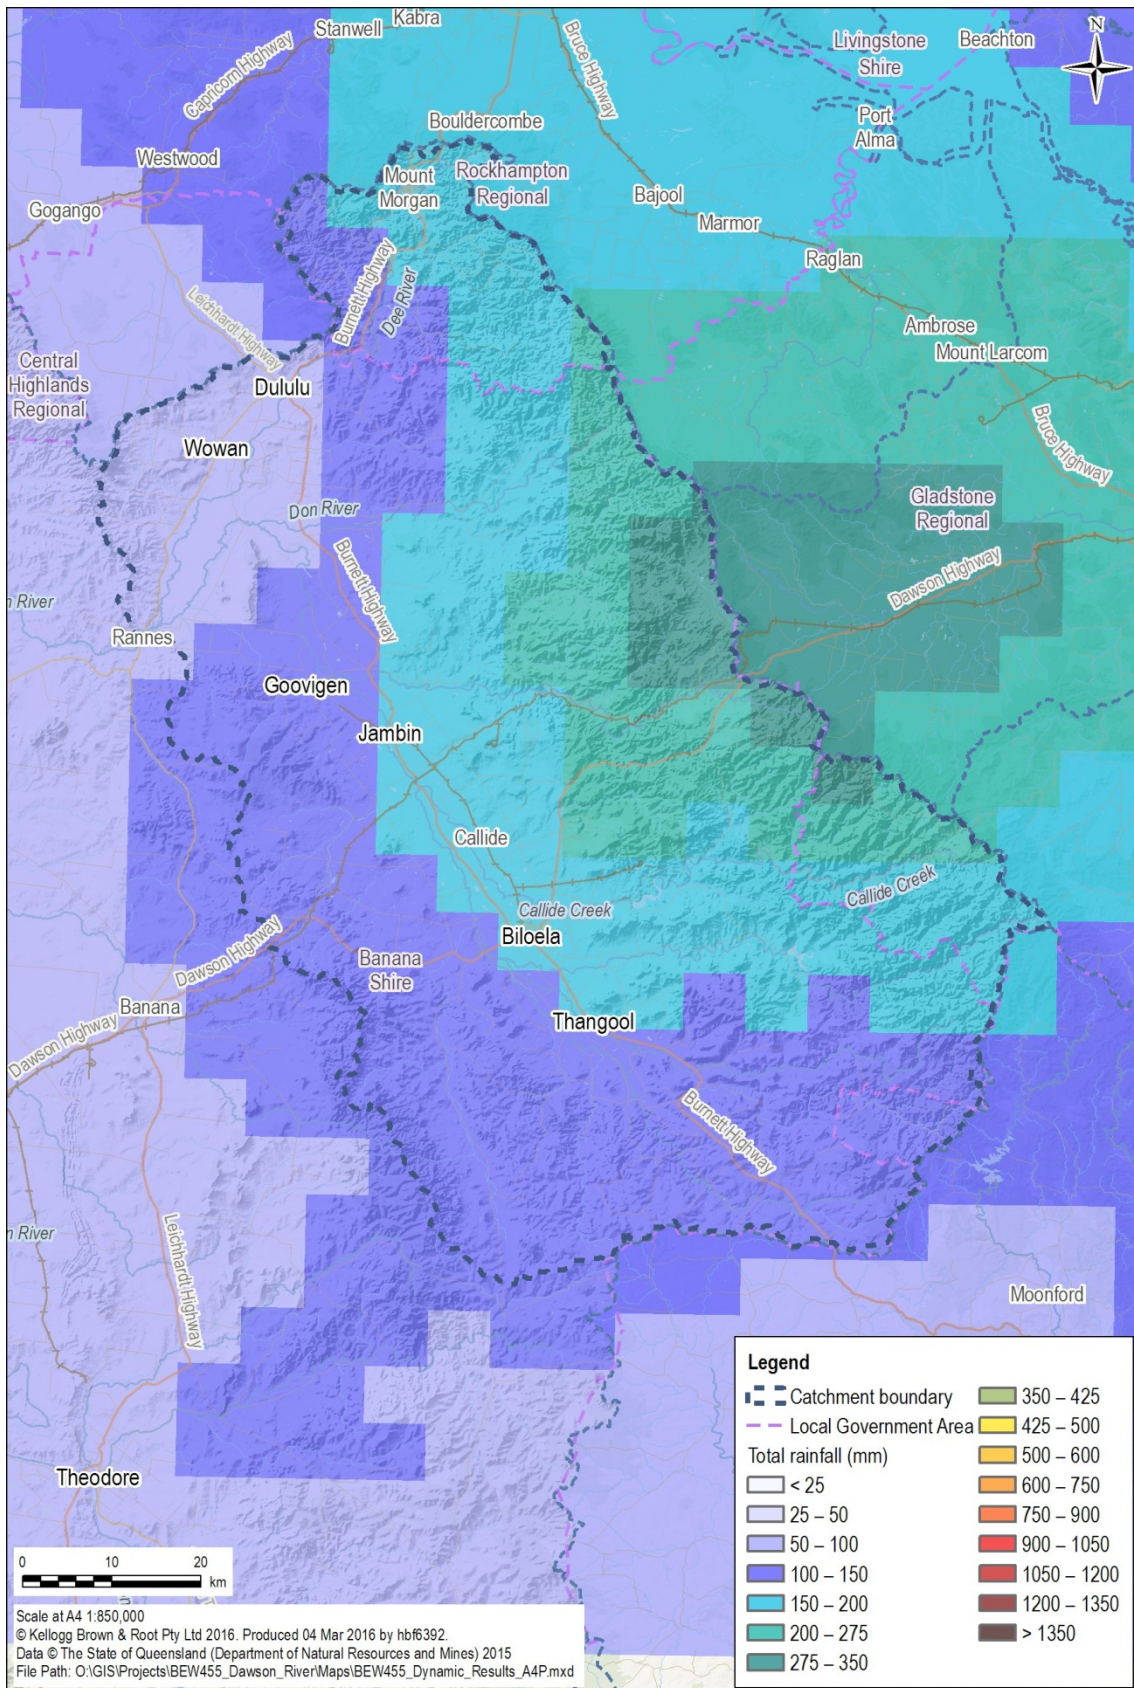 Kabra
Stanwell
Capricorn Highway
Bruce Highway
Livingstone
Shire
Beachton
N
Port
Alma
Bouldercombe
Westwood
Mount
Morgan
Rockhampton
Regional
Bajool
Marmor
Gogango
Raglan
Leichhardt Highway
Burnett Highway
Dee River
Ambrose
Mount Larcom
Central
Highlands
Regional
Dululu
Wowan
Bruce Highway
Don River
Gladstone
Regional
Burnett Highway
Dawson Highway
n River
Rannes
Goovigen
Jambin
Callide
Callide Creek
Callide Creek
Biloela
Dawson Highway
Banana
Shire
Banana
Thangool
Dawson Highway
Burnett Highway
n River
Leichhardt Highway
Moonford
Theodore
Legend
Catchment boundary
Local Government Area
Total rainfall (mm)
< 25
25 – 50
50 – 100
100 – 150
150 – 200
200 – 275
275 – 350
350 – 425
425 – 500
500 – 600
600 – 750
750 – 900
900 – 1050
1050 – 1200
1200 – 1350
> 1350
0 10 20
km
Scale at A4 1:850,000
© Kellogg Brown & Root Pty Ltd 2016. Produced 04 Mar 2016 by hbf6392.
Data © The State of Queensland (Department of Natural Resources and Mines) 2015
File Path: O:\GIS\Projects\BEW455_Dawson_River\Maps\BEW455_Dynamic_Results_A4P.mxd